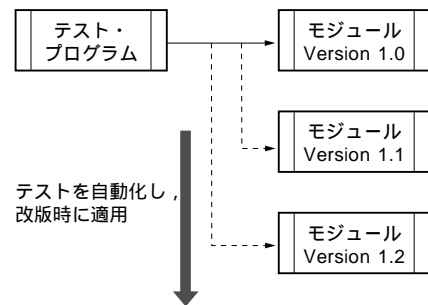 テスト・
プログラム
モジュール
Version 1.0
モジュール
Version 1.1
テストを自動化し，
改版時に適用
モジュール
Version 1.2